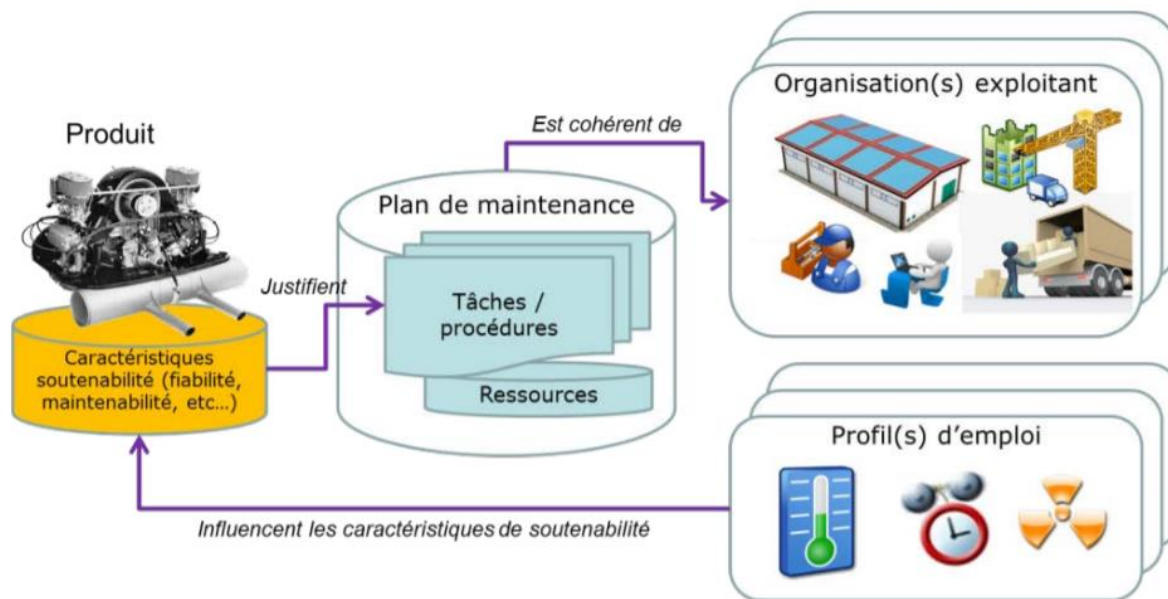 Produit
Caractéristiques
soutenabilité (fiabilité,
maintenabilité, etc...)
Justifient
Plan de maintenance
Tâches /
procédures
Ressources
Est cohérent de
Organisation(s) exploitant
Profil(s) d'emploi
Influencent les caractéristiques de soutenabilité